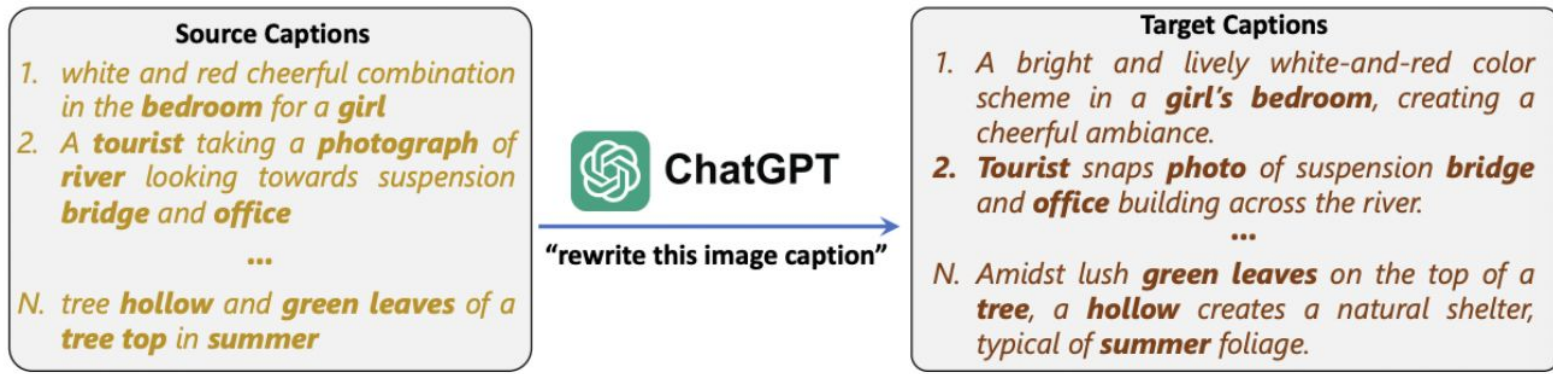 Source Captions
1. white and red cheerful combination
in the bedroom for a girl
2. A tourist taking a photograph of
river looking towards suspension
bridge and office
...
N. tree hollow and green leaves of a
tree top in summer
ChatGPT
“rewrite this image caption”
Target Captions
1. A bright and lively white-and-red color
scheme in a girl’s bedroom, creating a
cheerful ambiance.
2. Tourist snaps photo of suspension bridge
and office building across the river.
...
N. Amidst lush green leaves on the top of a
tree, a hollow creates a natural shelter,
typical of summer foliage.